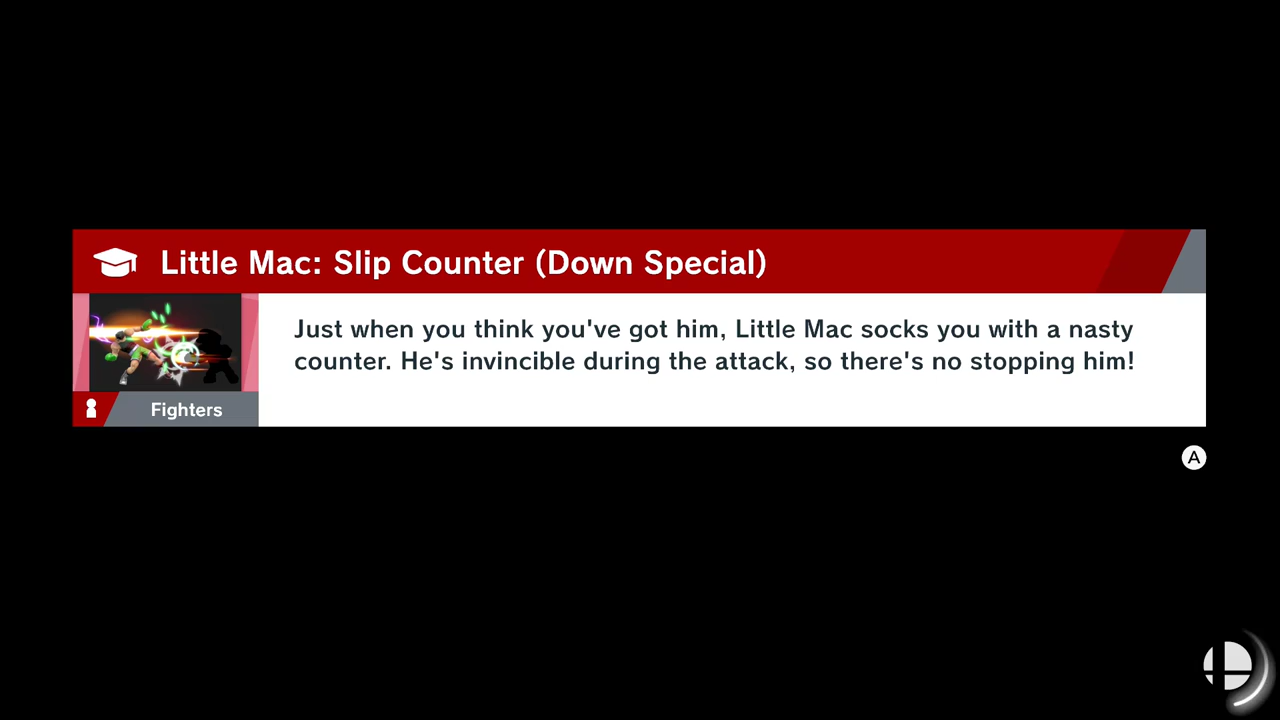 Little Mac: Slip Counter (Down Special)
Just when you think you've got him, Little Mac socks you with a nasty
counter. He's invincible during the attack, so there's no stopping him!
Fighters
A